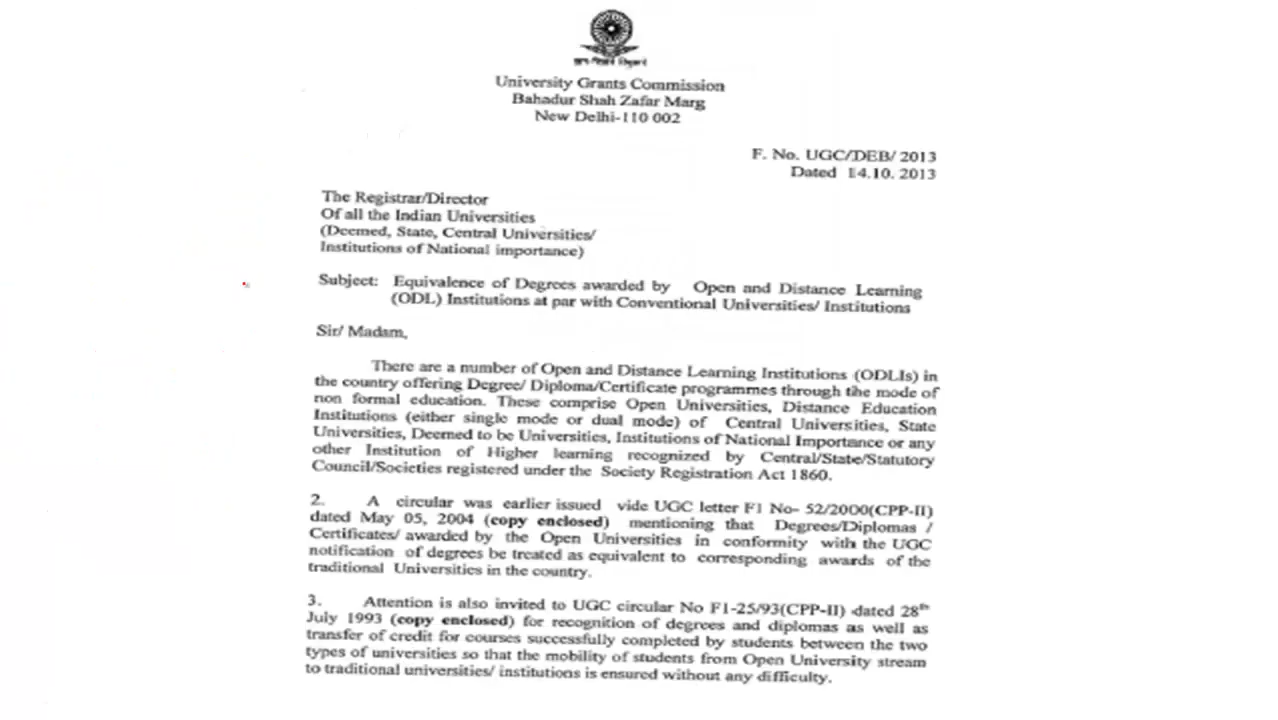 University Grants Commission
Bahadur Shah Zafar Marg
New Delhi-110 002
F. No. UGC/DEB/ 2013
Dated 14.10. 2013
The Registrar/Director
Of all the Indian Universities
(Deemed, State, Central Universities/
Institutions of National importance)
Subject: Equivalence of Degrees awarded by Open and Distance Learning
(ODL) Institutions at par with Conventional Universities/ Institutions
Sir/ Madam,
There are a number of Open and Distance Learning Institutions (ODLIs) in
the country offering Degree/ Diploma/Certificate programmes through the mode of
non formal education. These comprise Open Universities, Distance Education
Institutions (either single mode or dual mode) of Central Universities, State
Universities, Deemed to be Universities, Institutions of National Importance or any
other Institution of Higher learning recognized by Central/State/Statutory
Council/Societies registered under the Society Registration Act 1860.
2. A circular was earlier issued vide UGC letter F1 No- 52/2000(CPP-II)
dated May 05, 2004 (copy enclosed) mentioning that Degrees/Diplomas /
Certificates/ awarded by the Open Universities in conformity with the UGC
notification of degrees be treated as equivalent to corresponding awards of the
traditional Universities in the country.
3. Attention is also invited to UGC circular No F1-25/93(CPP-II) dated 28th
July 1993 (copy enclosed) for recognition of degrees and diplomas as well as
transfer of credit for courses successfully completed by students between the two
types of universities so that the mobility of students from Open University stream
to traditional universities/ institutions is ensured without any difficulty.